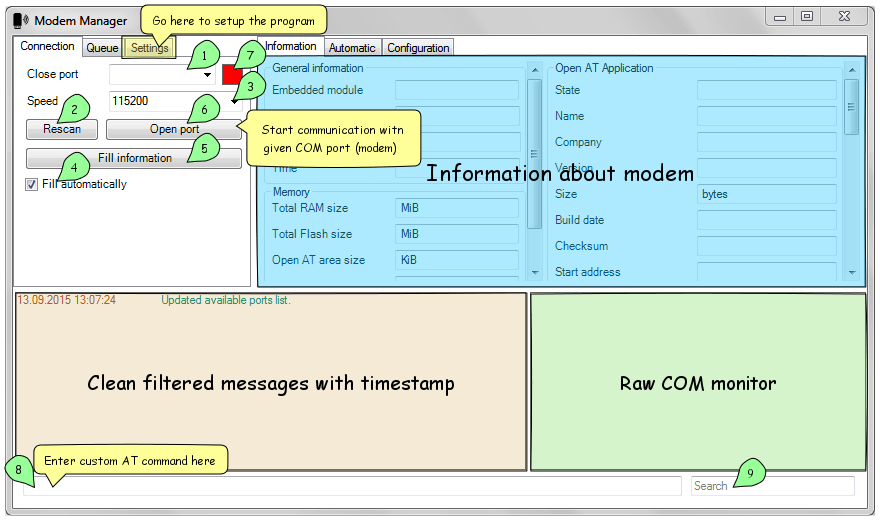 Modem Manager
Go here to setup the program
Connection
Queue
Settings
Information
Automatic
Configuration
Close port
1
7
Speed
115200
3
2
6
Rescan
Open port
Start communication witn
given COM port (modem)
5
Fill information
4
Fill automatically
General information
Embedded module
Time
Memory
Total RAM size
MiB
Total Flash size
MiB
Open AT area size
KiB
Open AT Application
State
Name
Company
Version
Size
bytes
Build date
Checksum
Start address
Information about modem
13.09.2015 13:07:24
Updated available ports list.
Clean filtered messages with timestamp
Raw COM monitor
Enter custom AT command here
8
Search
9